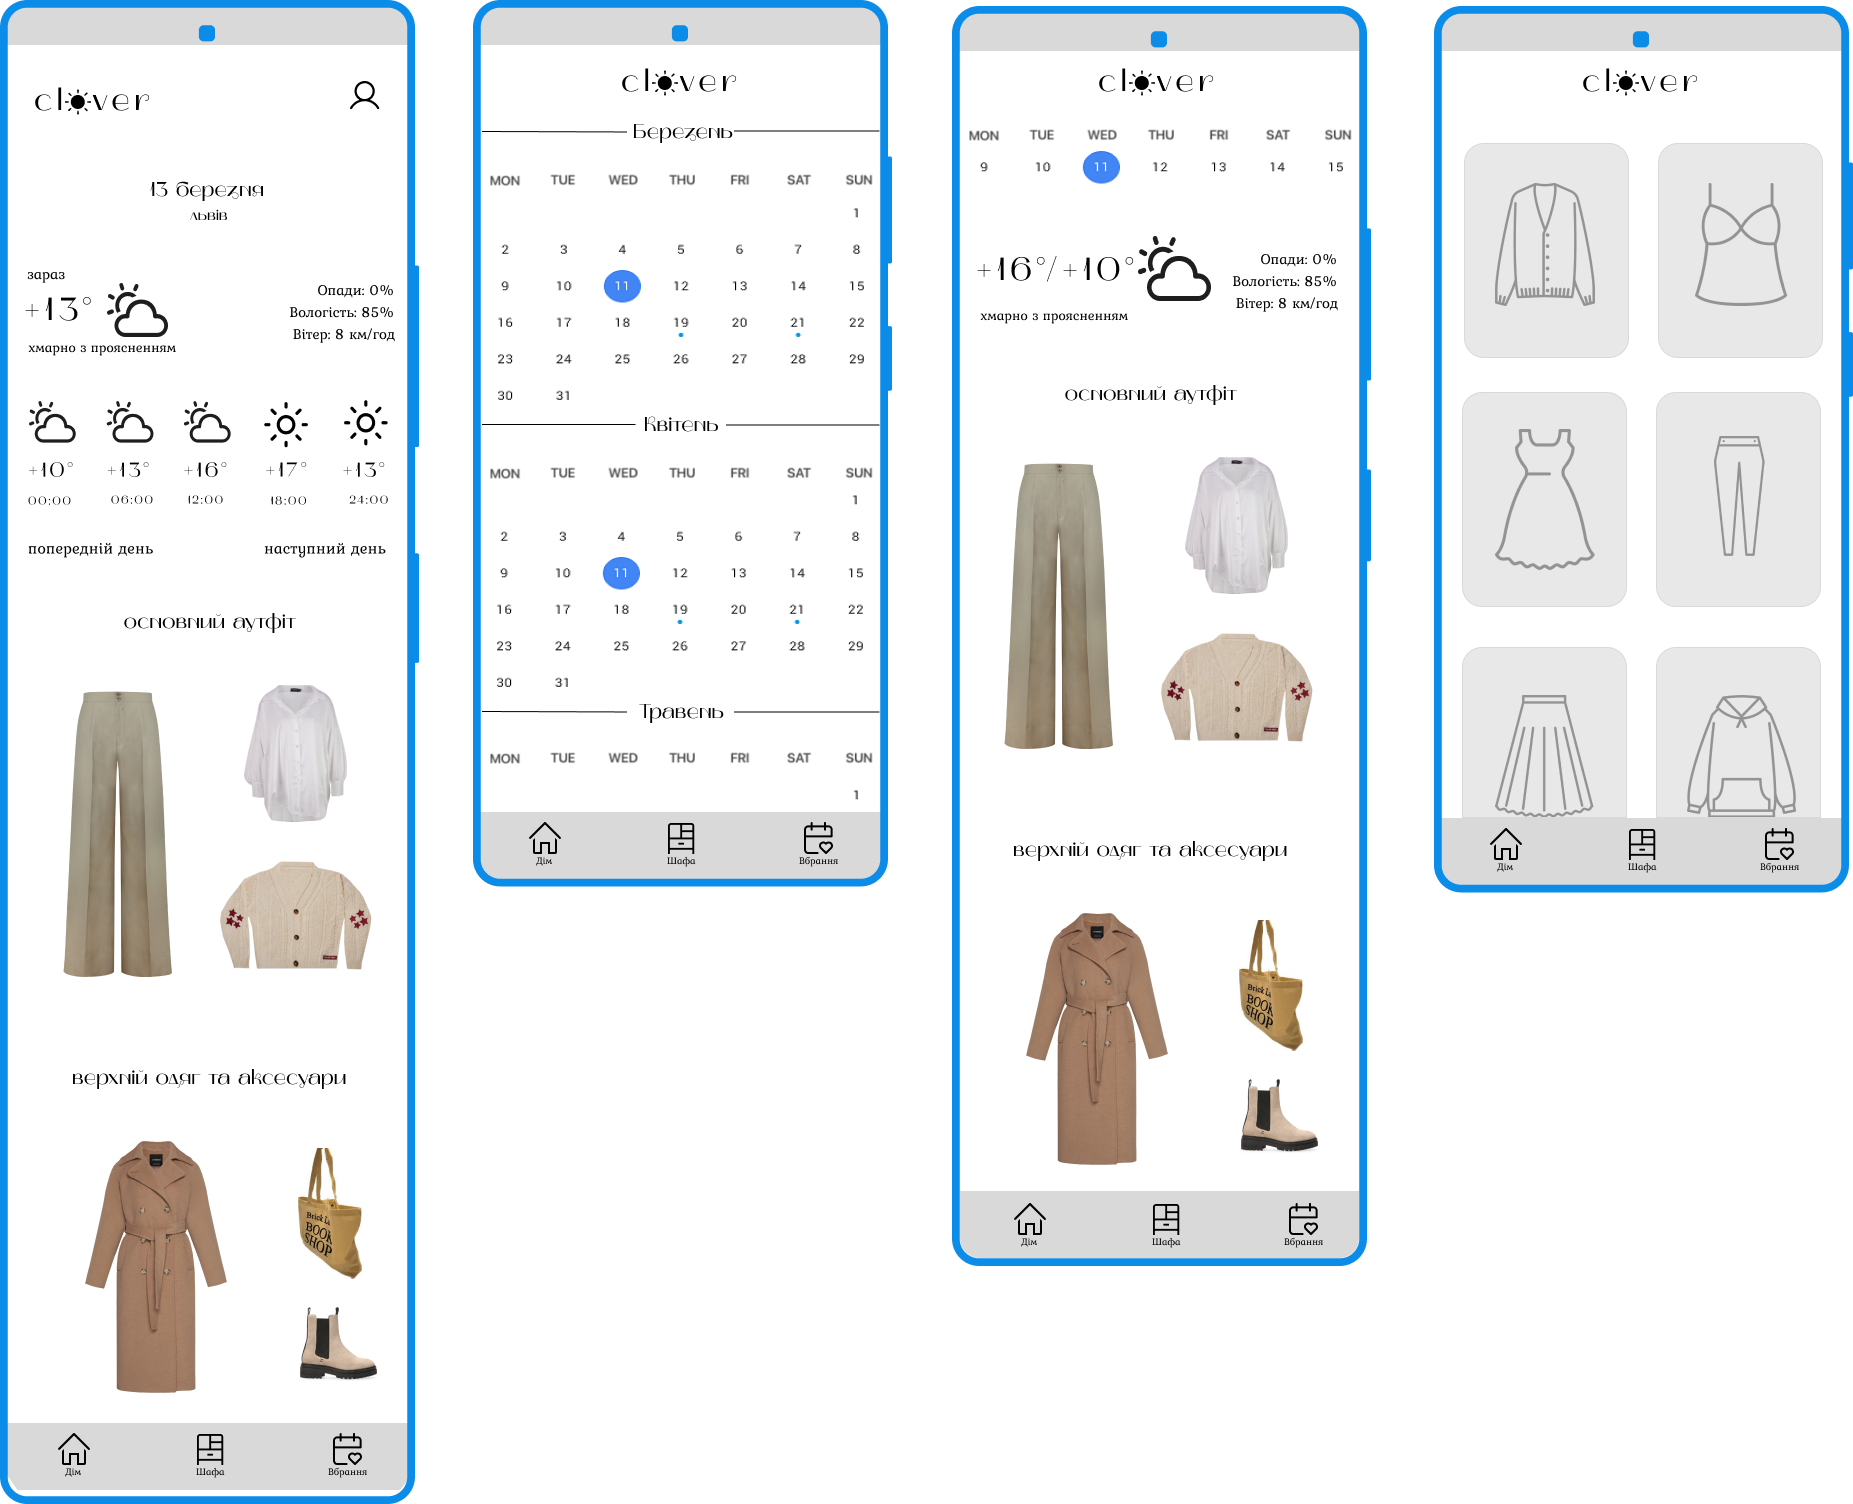 clover
13 березня
львів
зараз
+13°
хмарно з проясненням
Опади: 0%
Вологість: 85%
Вітер: 8 км/год
+10° +13° +16° +17° +13°
00:00 06:00 12:00 18:00 24:00
попередній день наступний день
основний аутфіт
верхній одяг та аксесуари
BOOK
SHOP
Дім Шафа Вбрання
clover
Березень
MON TUE WED THU FRI SAT SUN
1
2 3 4 5 6 7 8
9 10 11 12 13 14 15
16 17 18 19 20 21 22
23 24 25 26 27 28 29
30 31
Квітень
MON TUE WED THU FRI SAT SUN
1
2 3 4 5 6 7 8
9 10 11 12 13 14 15
16 17 18 19 20 21 22
23 24 25 26 27 28 29
30 31
Травень
MON TUE WED THU FRI SAT SUN
1
Дім Шафа Вбрання
clover
MON TUE WED THU FRI SAT SUN
9 10 11 12 13 14 15
+16°/+10°
хмарно з проясненням
Опади: 0%
Вологість: 85%
Вітер: 8 км/год
основний аутфіт
верхній одяг та аксесуари
BOOK
SHOP
Дім Шафа Вбрання
clover
Дім Шафа Вбрання